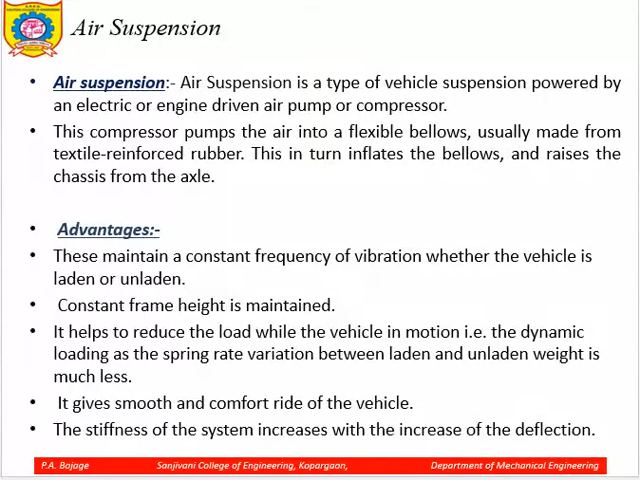 Air Suspension
• Air suspension:- Air Suspension is a type of vehicle suspension powered by
an electric or engine driven air pump or compressor.
• This compressor pumps the air into a flexible bellows, usually made from
textile-reinforced rubber. This in turn inflates the bellows, and raises the
chassis from the axle.
• Advantages:-
• These maintain a constant frequency of vibration whether the vehicle is
laden or unladen.
• Constant frame height is maintained.
• It helps to reduce the load while the vehicle in motion i.e. the dynamic
loading as the spring rate variation between laden and unladen weight is
much less.
• It gives smooth and comfort ride of the vehicle.
• The stiffness of the system increases with the increase of the deflection.
P.A. Bajage Sanjivani College of Engineering, Kopargaon, Department of Mechanical Engineering